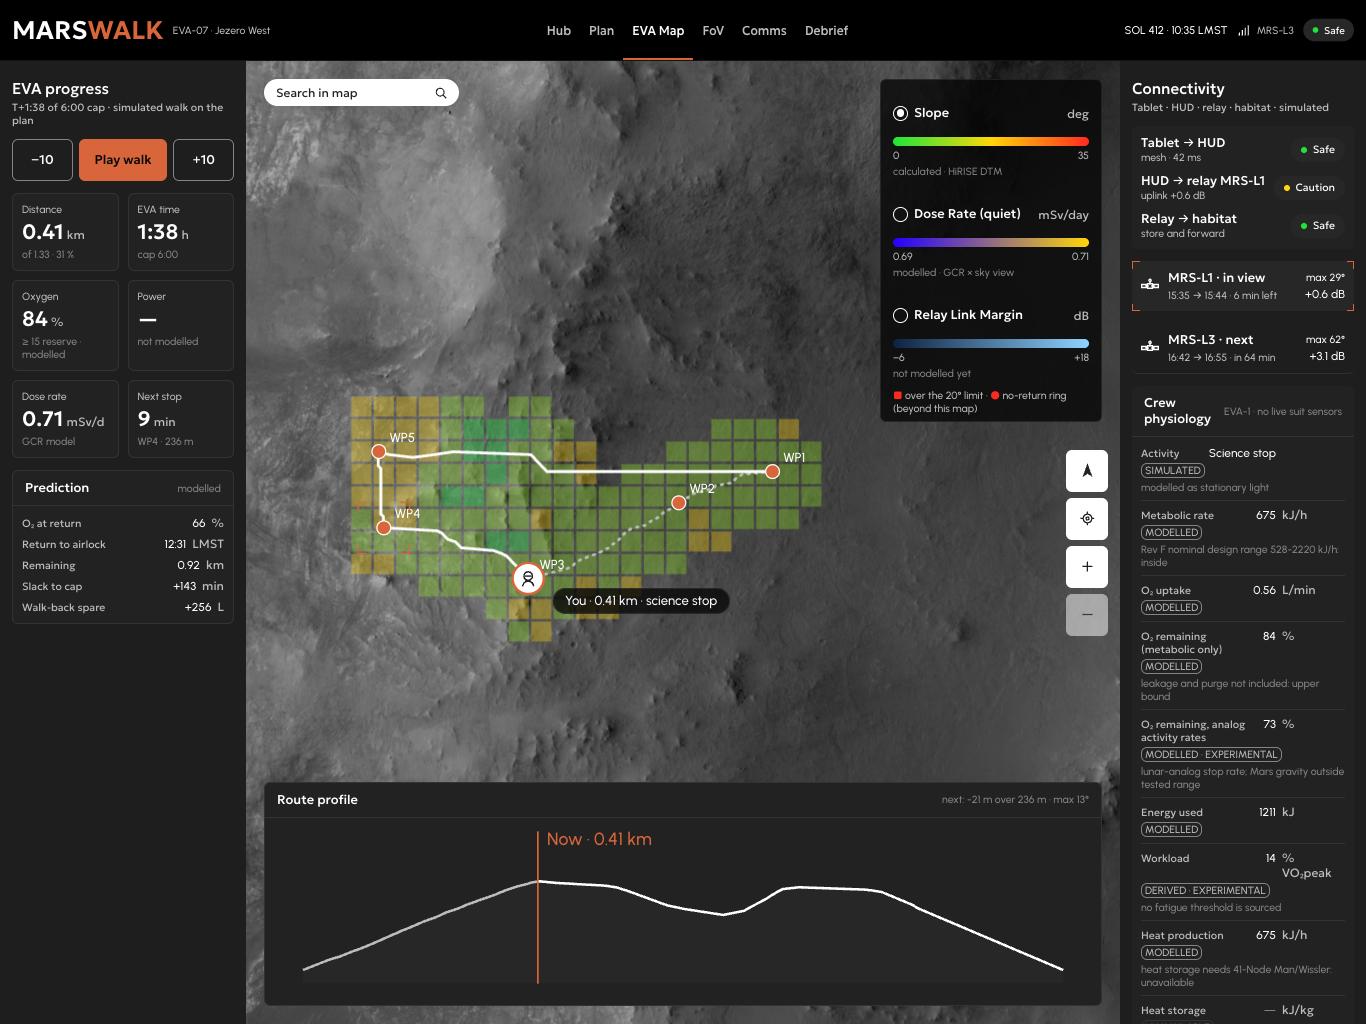 MARSWALK
EVA-07 · Jezero West
Hub
Plan
EVA Map
FoV
Comms
Debrief
SOL 412 · 10:35 LMST
MRS-L3
Safe
EVA progress
T+1:38 of 6:00 cap · simulated walk on the
plan
−10
Play walk
+10
Distance
0.41 km
of 1.33 · 31 %
EVA time
1:38 h
cap 6:00
Oxygen
84 %
≥ 15 reserve ·
modelled
Power
—
not modelled
Dose rate
0.71 mSv/d
GCR model
Next stop
9 min
WP4 · 236 m
Prediction
modelled
O₂ at return 66 %
Return to airlock 12:31 LMST
Remaining 0.92 km
Slack to cap +143 min
Walk-back spare +256 L
Search in map
Slope deg
0 35
calculated · HiRISE DTM
Dose Rate (quiet) mSv/day
0.69 0.71
modelled · GCR × sky view
Relay Link Margin dB
−6 +18
not modelled yet
over the 20° limit · no-return ring
(beyond this map)
WP5
WP1
WP2
WP4
WP3
You · 0.41 km · science stop
+
−
Route profile
next: -21 m over 236 m · max 13°
Now · 0.41 km
Connectivity
Tablet · HUD · relay · habitat · simulated
Tablet → HUD
mesh · 42 ms
Safe
HUD → relay MRS-L1
uplink +0.6 dB
Caution
Relay → habitat
store and forward
Safe
MRS-L1 · in view max 29°
15:35 → 15:44 · 6 min left +0.6 dB
MRS-L3 · next max 62°
16:42 → 16:55 · in 64 min +3.1 dB
Crew
physiology
EVA-1 · no live suit sensors
Activity Science stop
SIMULATED
modelled as stationary light
Metabolic rate 675 kJ/h
MODELLED
Rev F nominal design range 528-2220 kJ/h:
inside
O₂ uptake 0.56 L/min
MODELLED
O₂ remaining
(metabolic only)
84 %
MODELLED
leakage and purge not included: upper
bound
O₂ remaining, analog
activity rates
73 %
MODELLED · EXPERIMENTAL
lunar-analog stop rate; Mars gravity outside
tested range
Energy used 1211 kJ
MODELLED
Workload 14 %
VO₂peak
DERIVED · EXPERIMENTAL
no fatigue threshold is sourced
Heat production 675 kJ/h
MODELLED
heat storage needs 41-Node Man/Wissler:
unavailable
Heat storage — kJ/kg